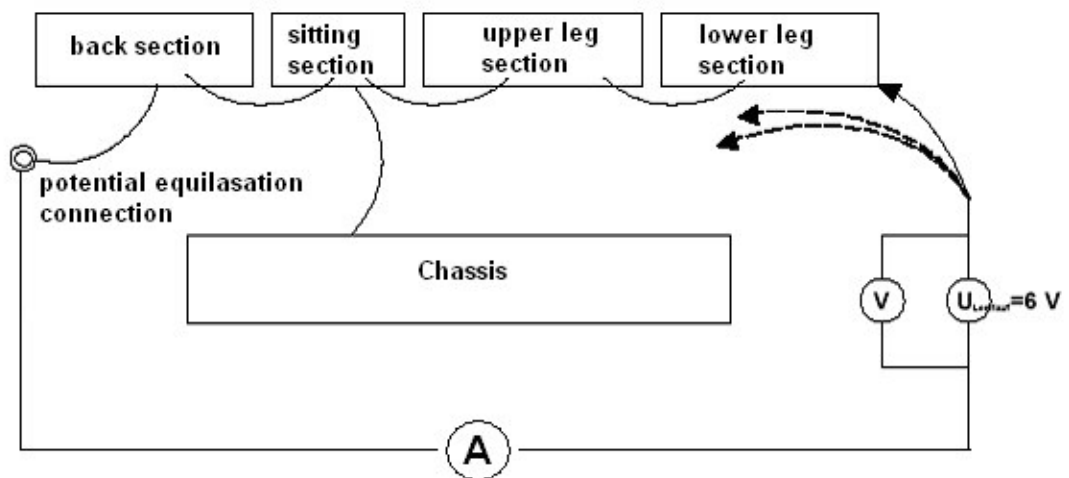 back section
sitting
section
upper leg
section
lower leg
section
potential equilasation
connection
Chassis
V
U =6 V
A